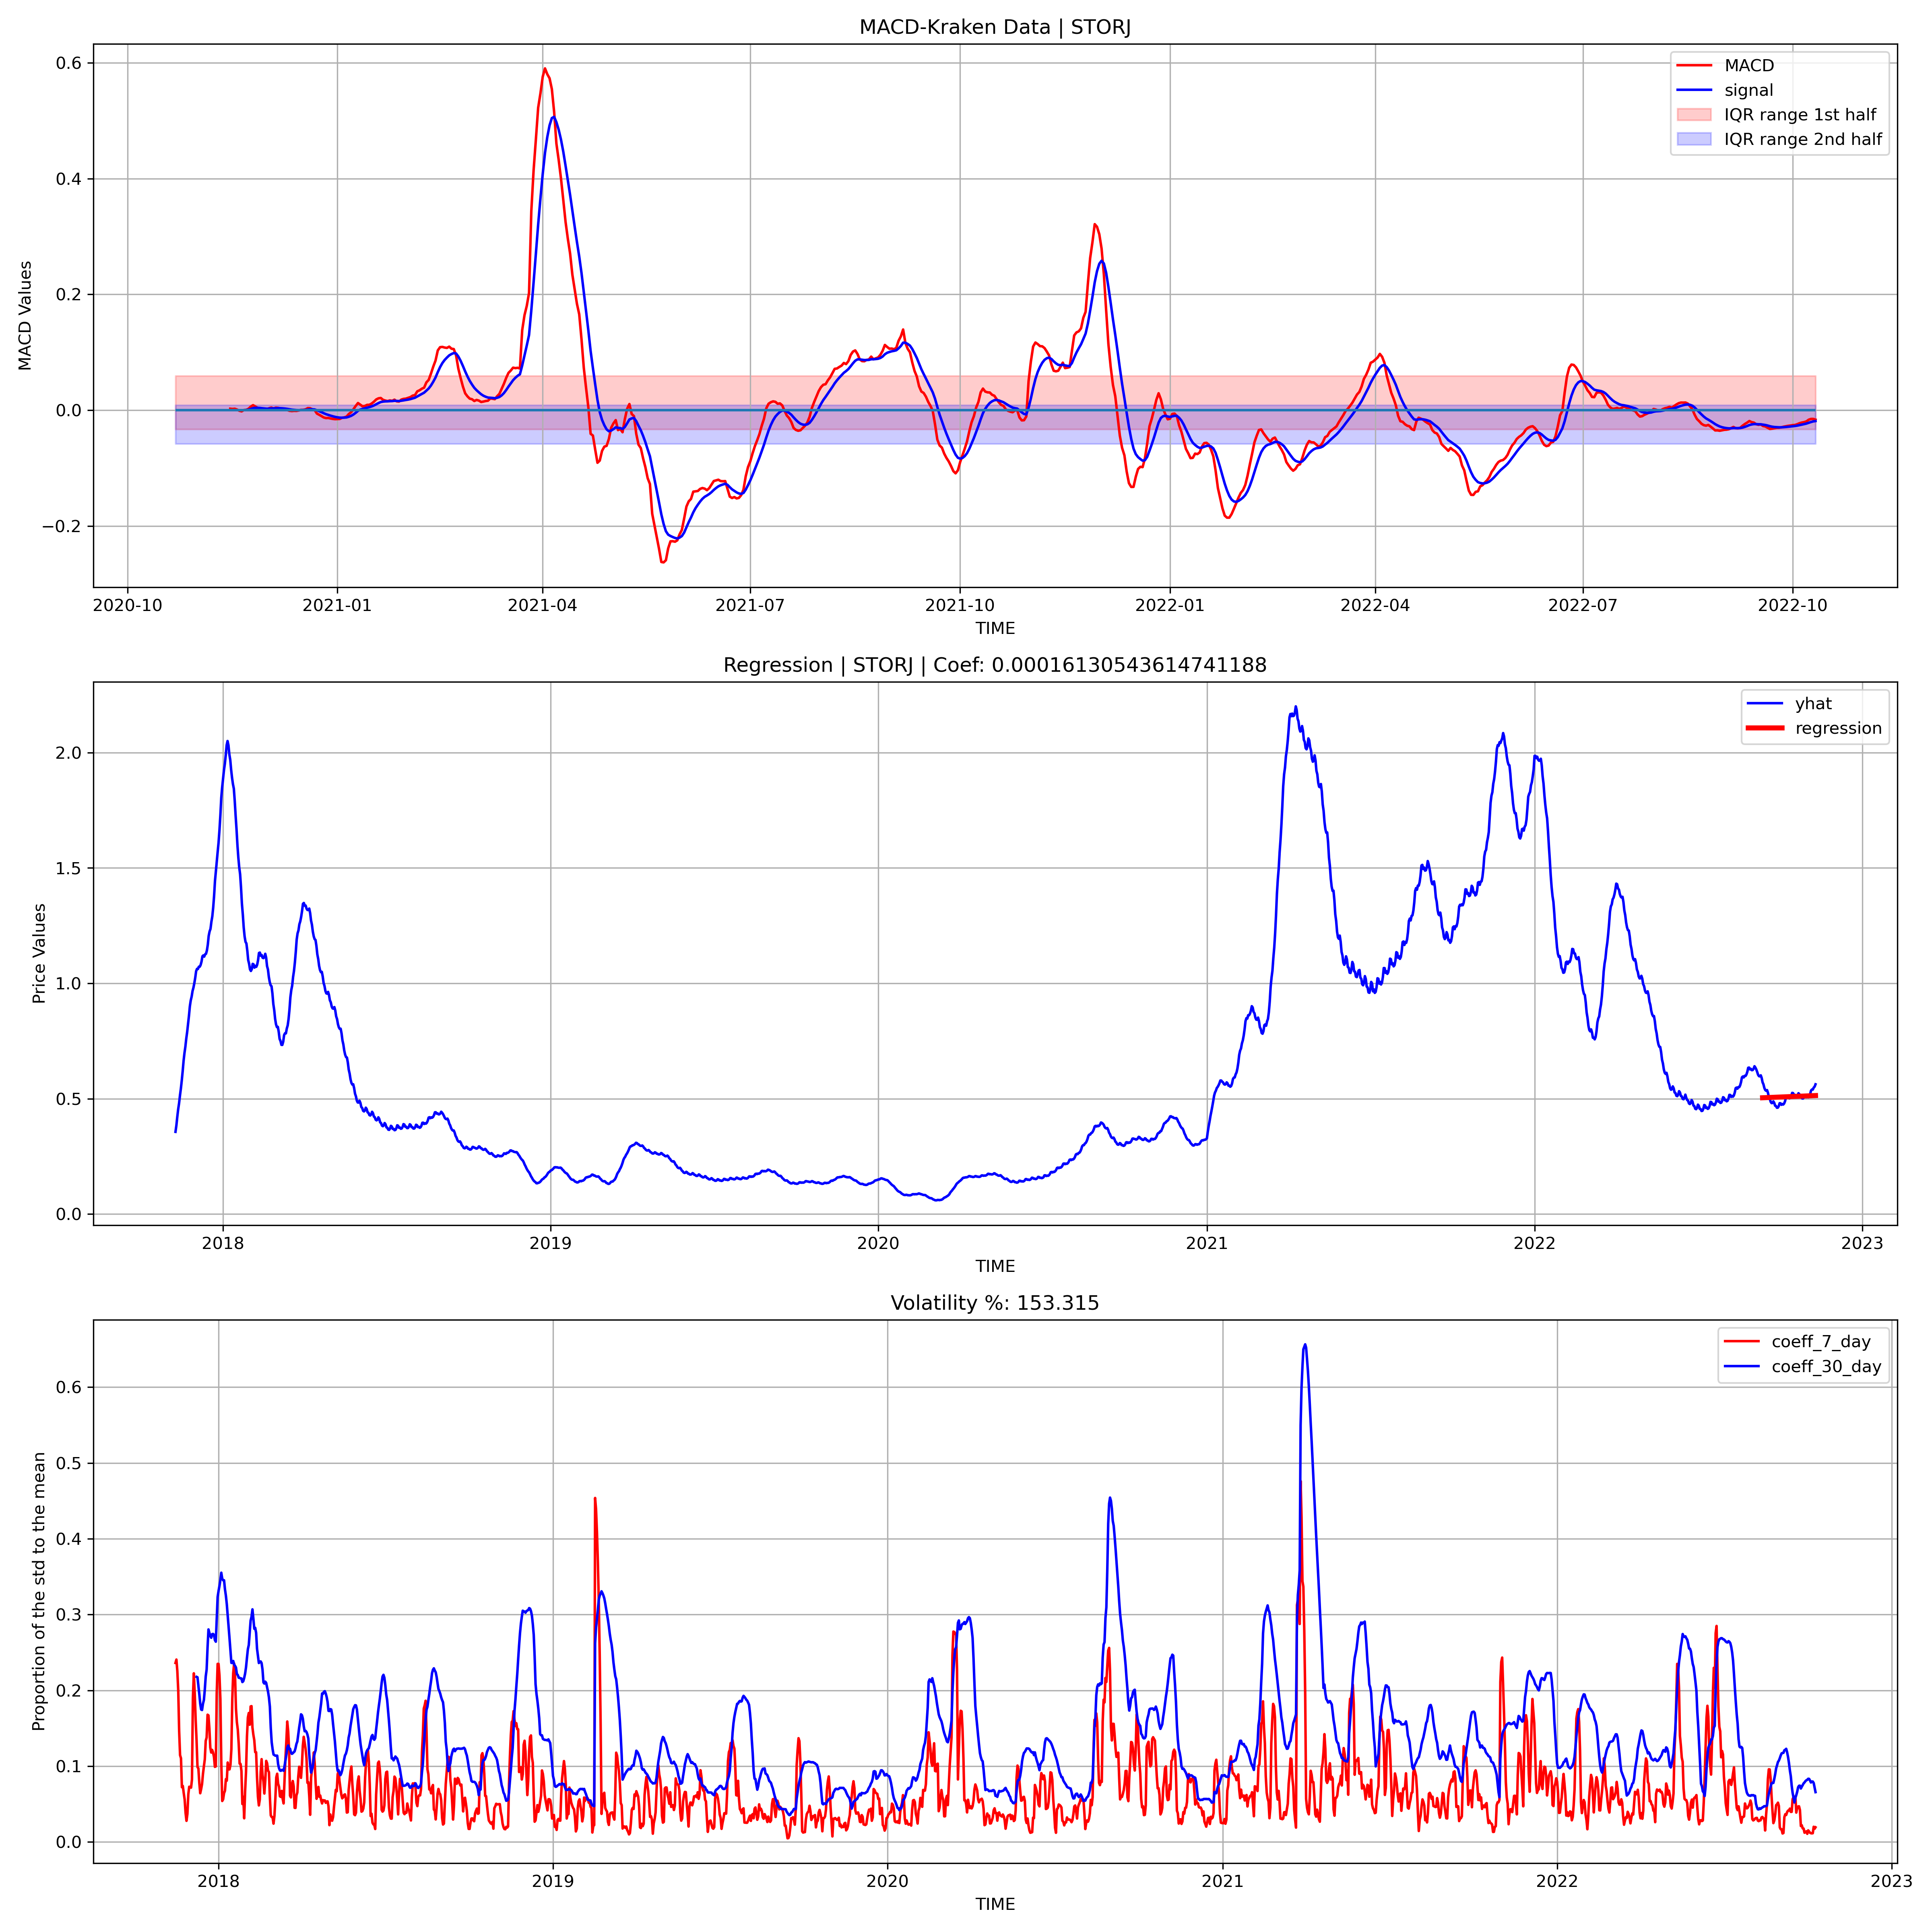 MACD-Kraken Data | STORJ
MACD
signal
IQR range 1st half
IQR range 2nd half
MACD Values
0.6
0.4
0.2
0.0
−0.2
2020-10
2021-01
2021-04
2021-07
2021-10
2022-01
2022-04
2022-07
2022-10
TIME
Regression | STORJ | Coef: 0.00016130543614741188
yhat
regression
Price Values
2.0
1.5
1.0
0.5
0.0
2018
2019
2020
2021
2022
2023
TIME
Volatility %: 153.315
coeff_7_day
coeff_30_day
Proportion of the std to the mean
0.6
0.5
0.4
0.3
0.2
0.1
0.0
2018
2019
2020
2021
2022
2023
TIME